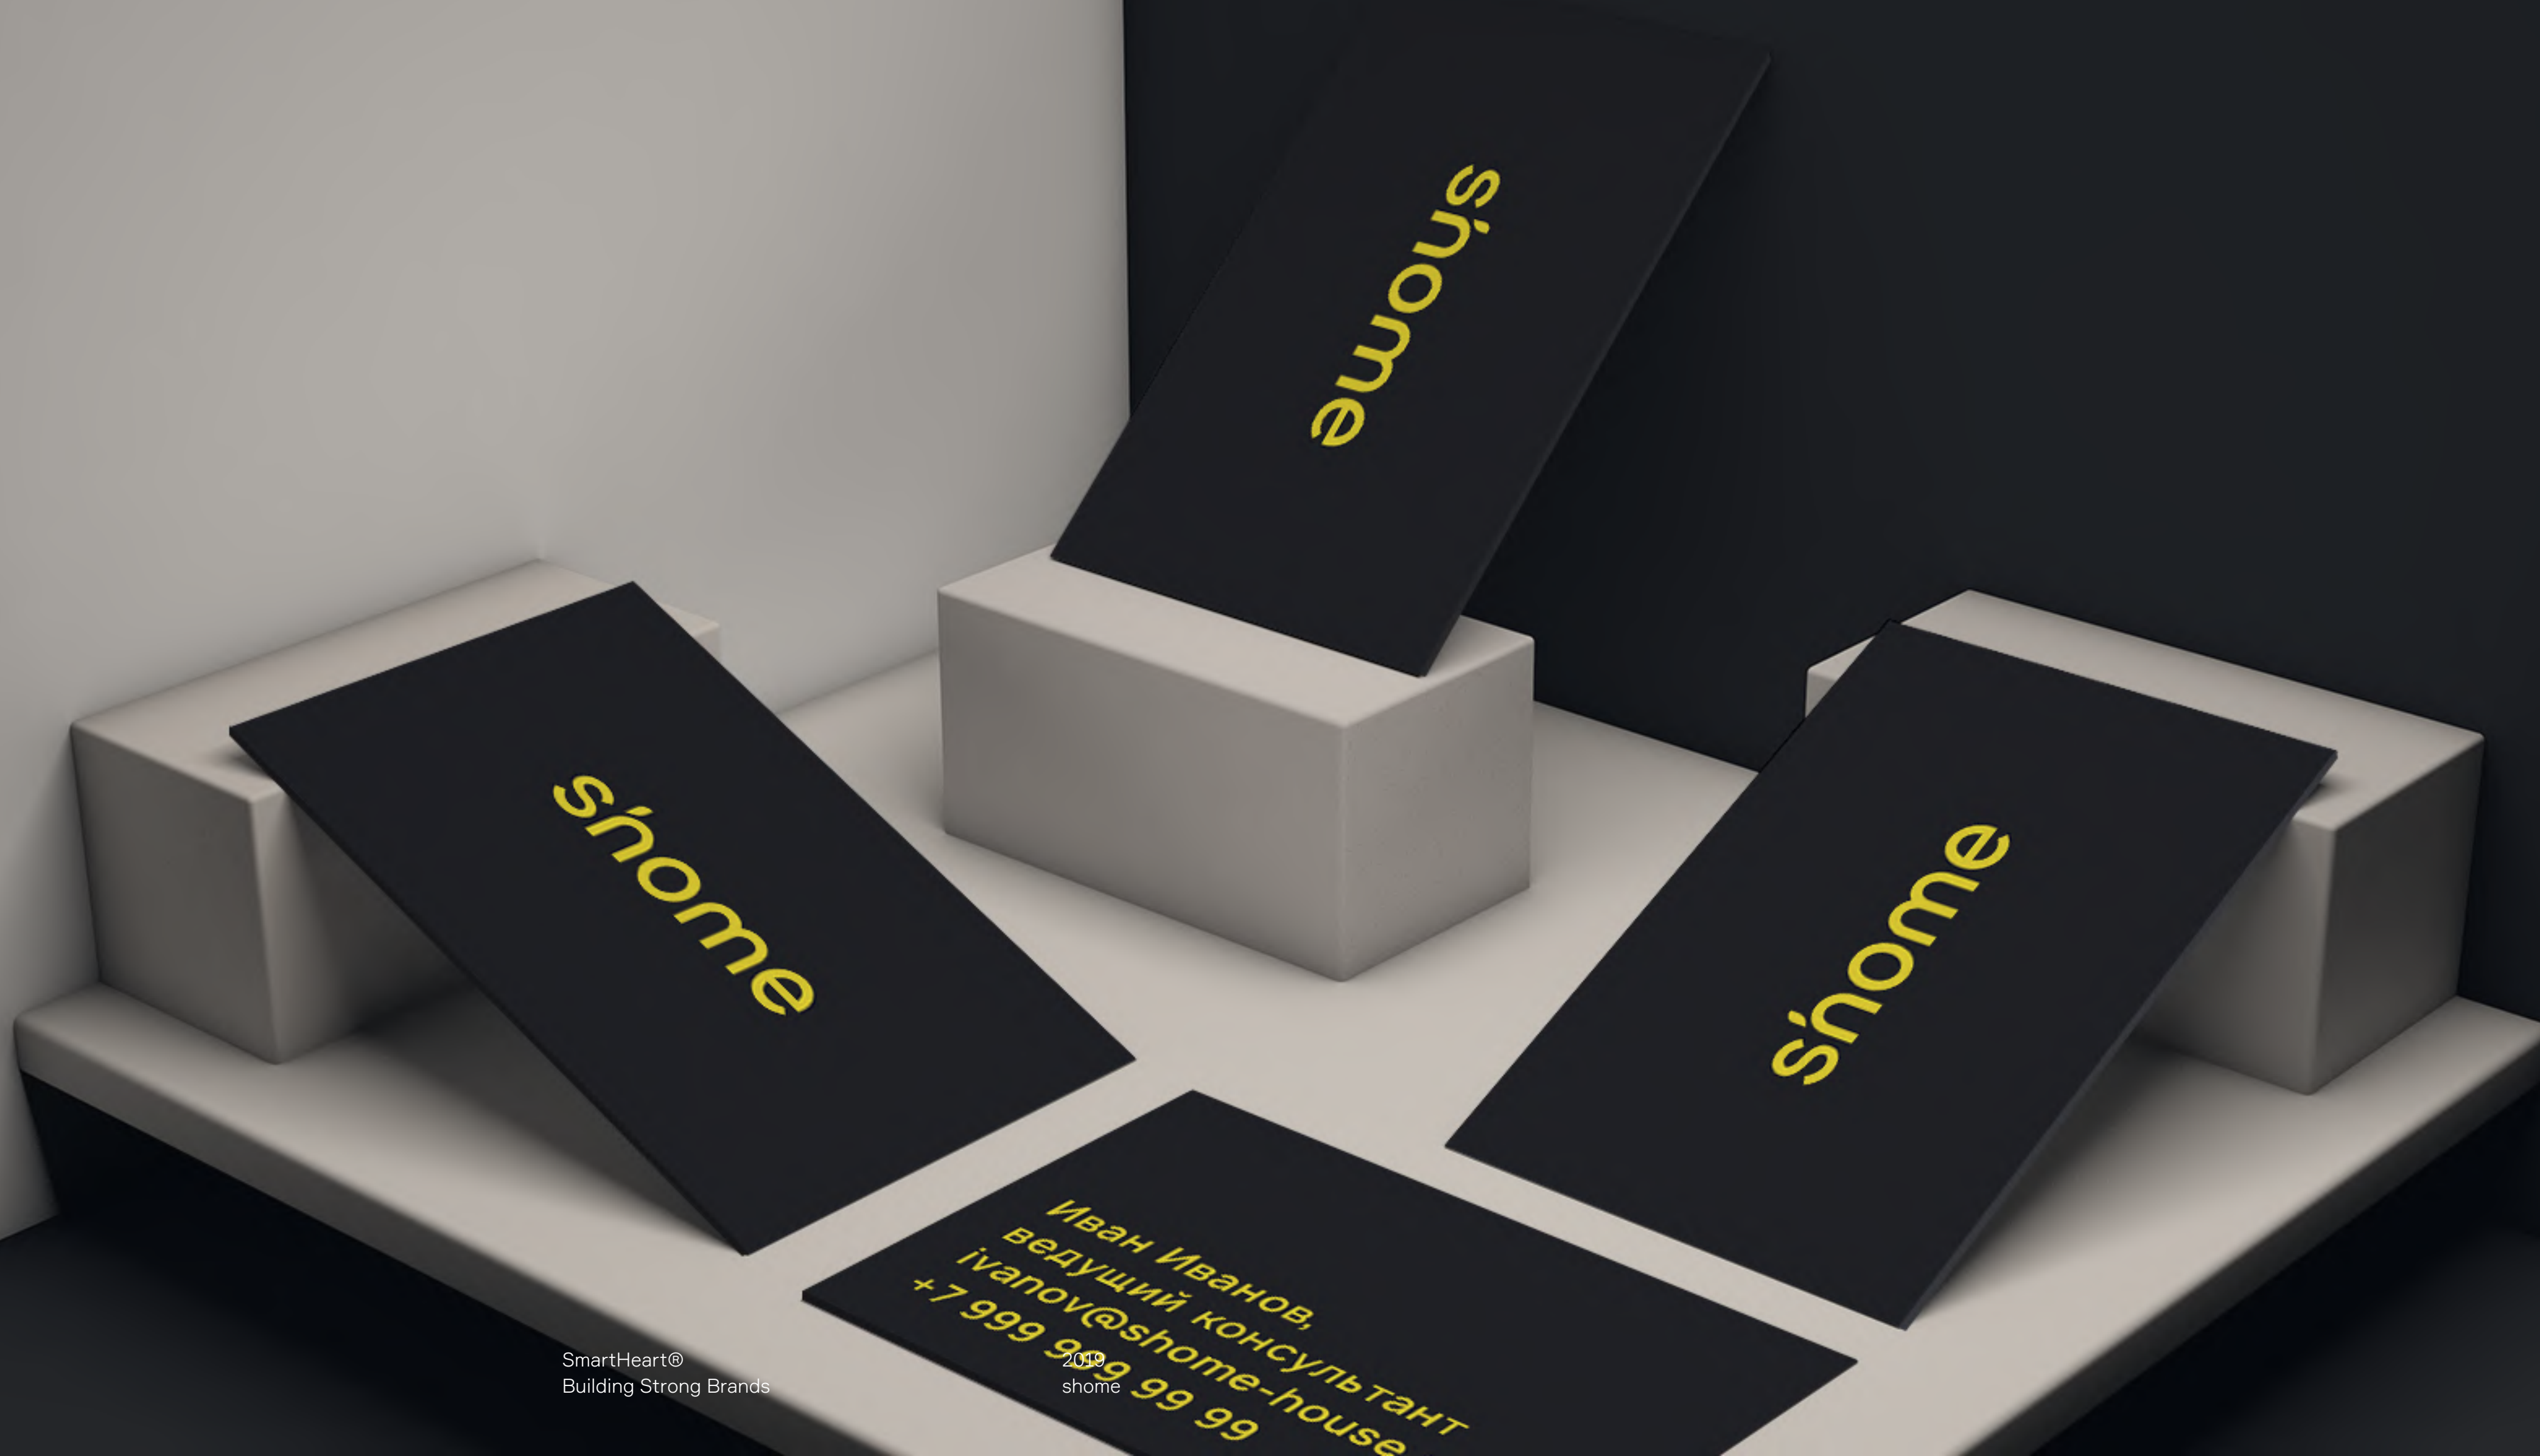 shome
shome
shome
Иван Иванов,
ведущий консультант
ivanov@shome-house
+7 999 999 99 99
SmartHeart®
Building Strong Brands
2019
shome